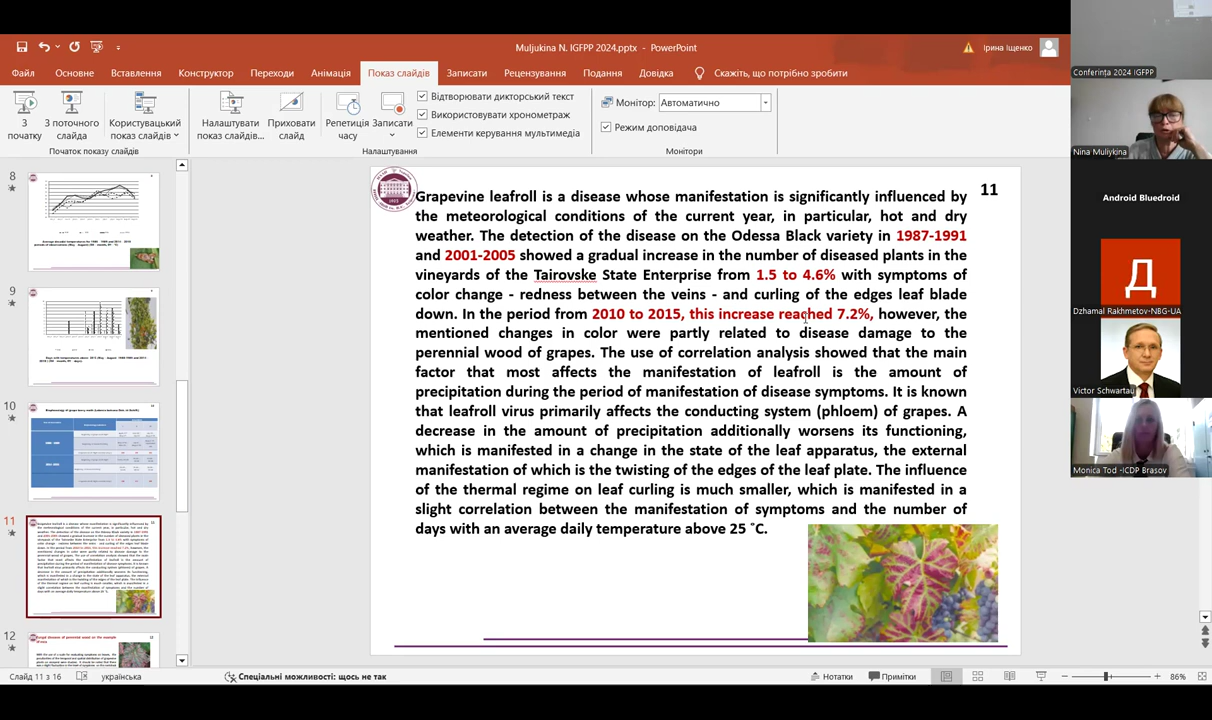 Muljukina N. IGFPP 2024.pptx - PowerPoint
Ірина Іщенко
Файл Основне Вставлення Конструктор Переходи Анімація Показ слайдів Записати Рецензування Подання Довідка Скажіть, що потрібно зробити
З початку
З поточного слайда
Користувацький показ слайдів
Початок показу слайдів
Налаштувати показ слайдів...
Приховати слайд
Репетиція часу
Записати
Відтворювати дикторський текст
Використовувати хронометраж
Елементи керування мультимедіа
Налаштування
Монітор: Автоматично
Режим доповідача
Монітори
8
9
10
11
12
11
Grapevine leafroll is a disease whose manifestation is significantly influenced by
the meteorological conditions of the current year, in particular, hot and dry
weather. The detection of the disease on the Odessa Black variety in 1987-1991
and 2001-2005 showed a gradual increase in the number of diseased plants in the
vineyards of the Tairovske State Enterprise from 1.5 to 4.6% with symptoms of
color change - redness between the veins - and curling of the edges leaf blade
down. In the period from 2010 to 2015, this increase reached 7.2%, however, the
mentioned changes in color were partly related to disease damage to the
perennial wood of grapes. The use of correlation analysis showed that the main
factor that most affects the manifestation of leafroll is the amount of
precipitation during the period of manifestation of disease symptoms. It is known
that leafroll virus primarily affects the conducting system (phloem) of grapes. A
decrease in the amount of precipitation additionally worsens its functioning,
which is manifested in a change in the state of the leaf apparatus, the external
manifestation of which is the twisting of the edges of the leaf plate. The influence
of the thermal regime on leaf curling is much smaller, which is manifested in a
slight correlation between the manifestation of symptoms and the number of
days with an average daily temperature above 25 ˚C.
Conferința 2024 IGFPP
Nina Muliykina
Android Bluedroid
Д
Dzhamal Rakhmetov-NBG-UA
Victor Schwartau
Monica Tod -ICDP Brasov
Слайд 11 з 16 українська Спеціальні можливості: щось не так Нотатки Примітки 86%